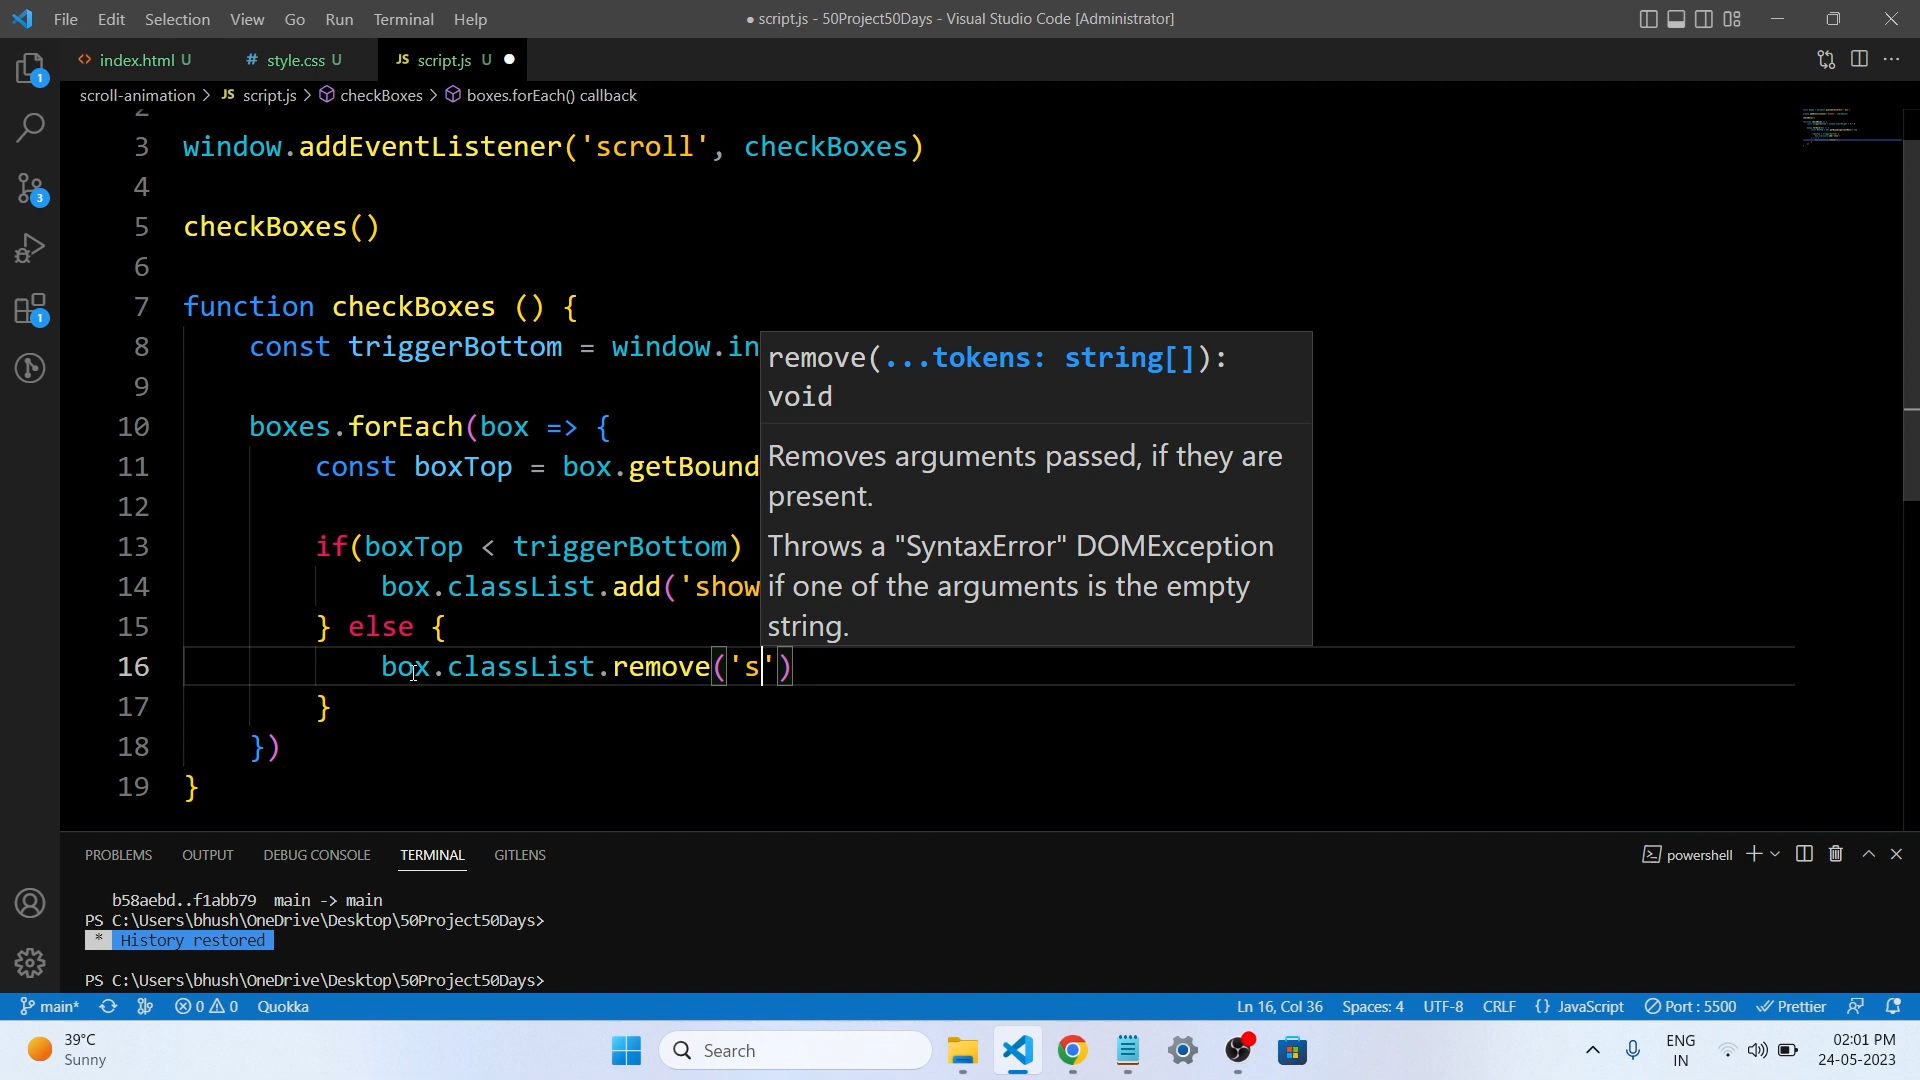 File Edit Selection View Go Run Terminal Help
● script.js - 50Project50Days - Visual Studio Code [Administrator]
<> index.html U
# style.css U
JS script.js U ●
scroll-animation > JS script.js > checkBoxes > boxes.forEach() callback
3 window.addEventListener('scroll', checkBoxes)
4
5 checkBoxes()
6
7 function checkBoxes () {
8 const triggerBottom = window.in
9
10 boxes.forEach(box => {
11 const boxTop = box.getBound
12
13 if(boxTop < triggerBottom)
14 box.classList.add('show
15 } else {
16 box.classList.remove('s')
17 }
18 })
19 }
remove(...tokens: string[]):
void
Removes arguments passed, if they are
present.
Throws a "SyntaxError" DOMException
if one of the arguments is the empty
string.
1
3
1
PROBLEMS OUTPUT DEBUG CONSOLE TERMINAL GITLENS
powershell
b58aebd..f1abb79 main -> main
PS C:\Users\bhush\OneDrive\Desktop\50Project50Days>
* History restored
PS C:\Users\bhush\OneDrive\Desktop\50Project50Days>
main* 0 0 Quokka
Ln 16, Col 36 Spaces: 4 UTF-8 CRLF {} JavaScript Port : 5500 Prettier
39°C
Sunny
Search
ENG
IN
02:01 PM
24-05-2023